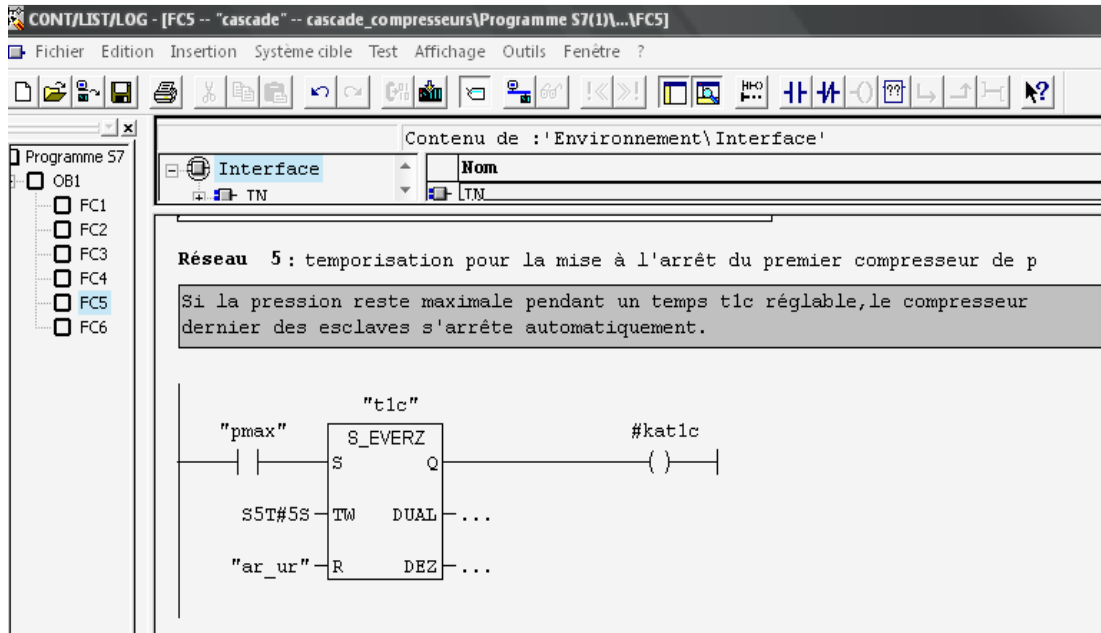 CONT/LIST/LOG - [FC5 -- "cascade" -- cascade_compresseurs\Programme S7(1)\...\FC5]
Fichier Edition Insertion Système cible Test Affichage Outils Fenêtre ?
Contenu de :'Environnement\Interface'
Programme S7
OB1
FC1
FC2
FC3
FC4
FC5
FC6
Interface
Nom
IN
IN
Réseau 5 : temporisation pour la mise à l'arrêt du premier compresseur de p
Si la pression reste maximale pendant un temps t1c réglable,le compresseur
dernier des esclaves s'arrête automatiquement.
"t1c"
"pmax" S_EVERZ #kat1c
S Q
S5T#5S TW DUAL ...
"ar_ur" R DEZ ...